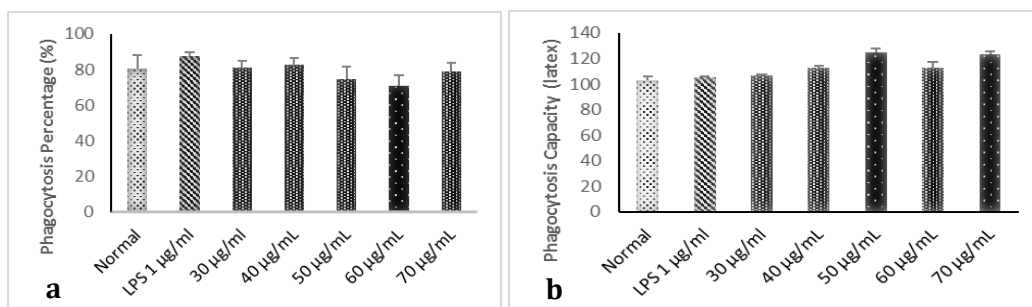 Phagocytosis Percentage (%)
100
80
60
40
20
0
Normal
LPS 1 µg/ml
30 µg/ml
40 µg/mL
50 µg/mL
60 µg/mL
70 µg/mL
a
Phagocytosis Capacity (latex)
140
120
100
80
60
40
20
0
Normal
LPS 1 µg/ml
30 µg/ml
40 µg/mL
50 µg/mL
60 µg/mL
70 µg/mL
b